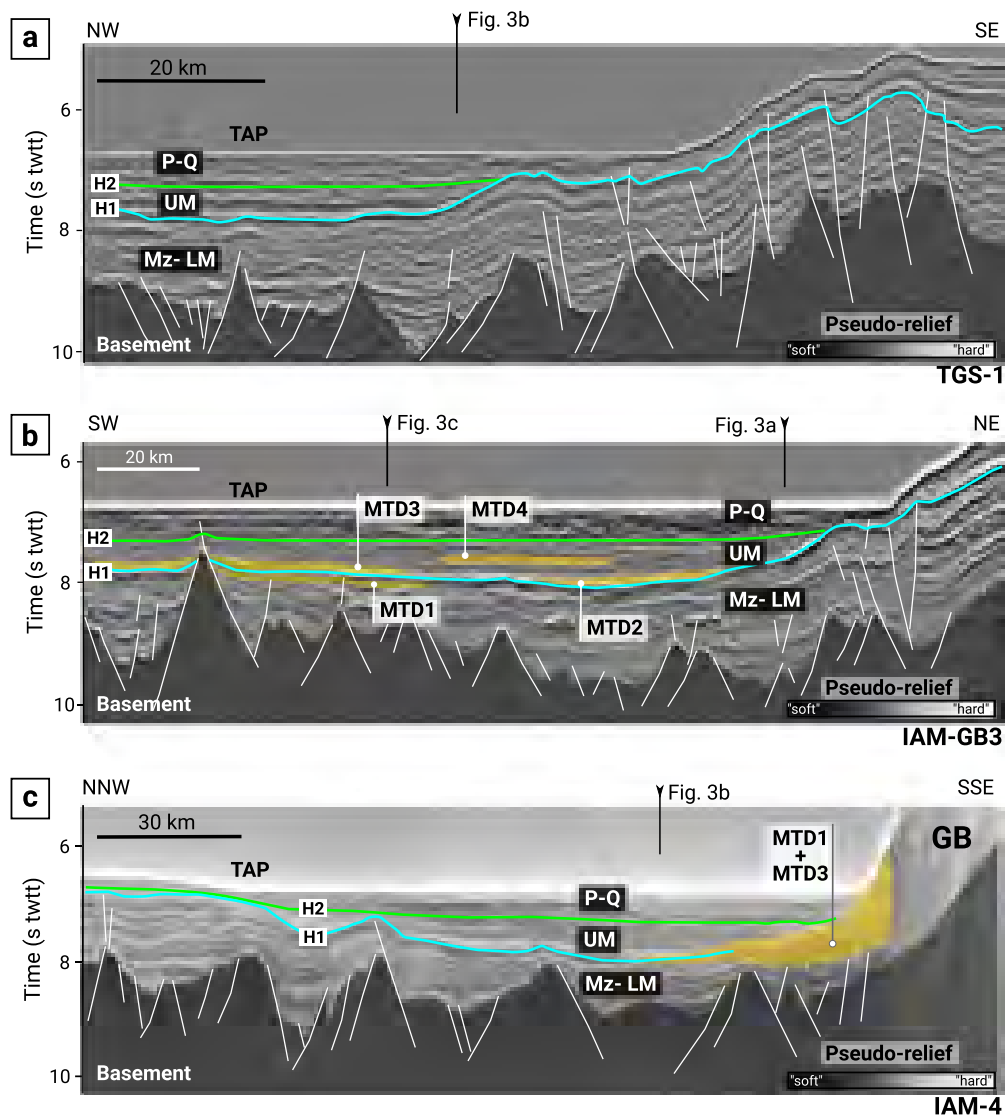 a
NW
Fig. 3b
SE
20 km
6
TAP
P-Q
H2
UM
H1
8
Mz- LM
Time (s twtt)
Pseudo-relief
Basement
"soft"
"hard"
10
TGS-1
b
SW
Fig. 3c
Fig. 3a
NE
6
20 km
TAP
MTD3
MTD4
P-Q
H2
UM
H1
8
Mz- LM
MTD1
MTD2
Time (s twtt)
Pseudo-relief
Basement
"soft"
"hard"
10
IAM-GB3
c
NNW
Fig. 3b
SSE
30 km
MTD1
+
MTD3
GB
6
TAP
P-Q
H2
H1
UM
8
Mz- LM
Time (s twtt)
Pseudo-relief
Basement
"soft"
"hard"
10
IAM-4